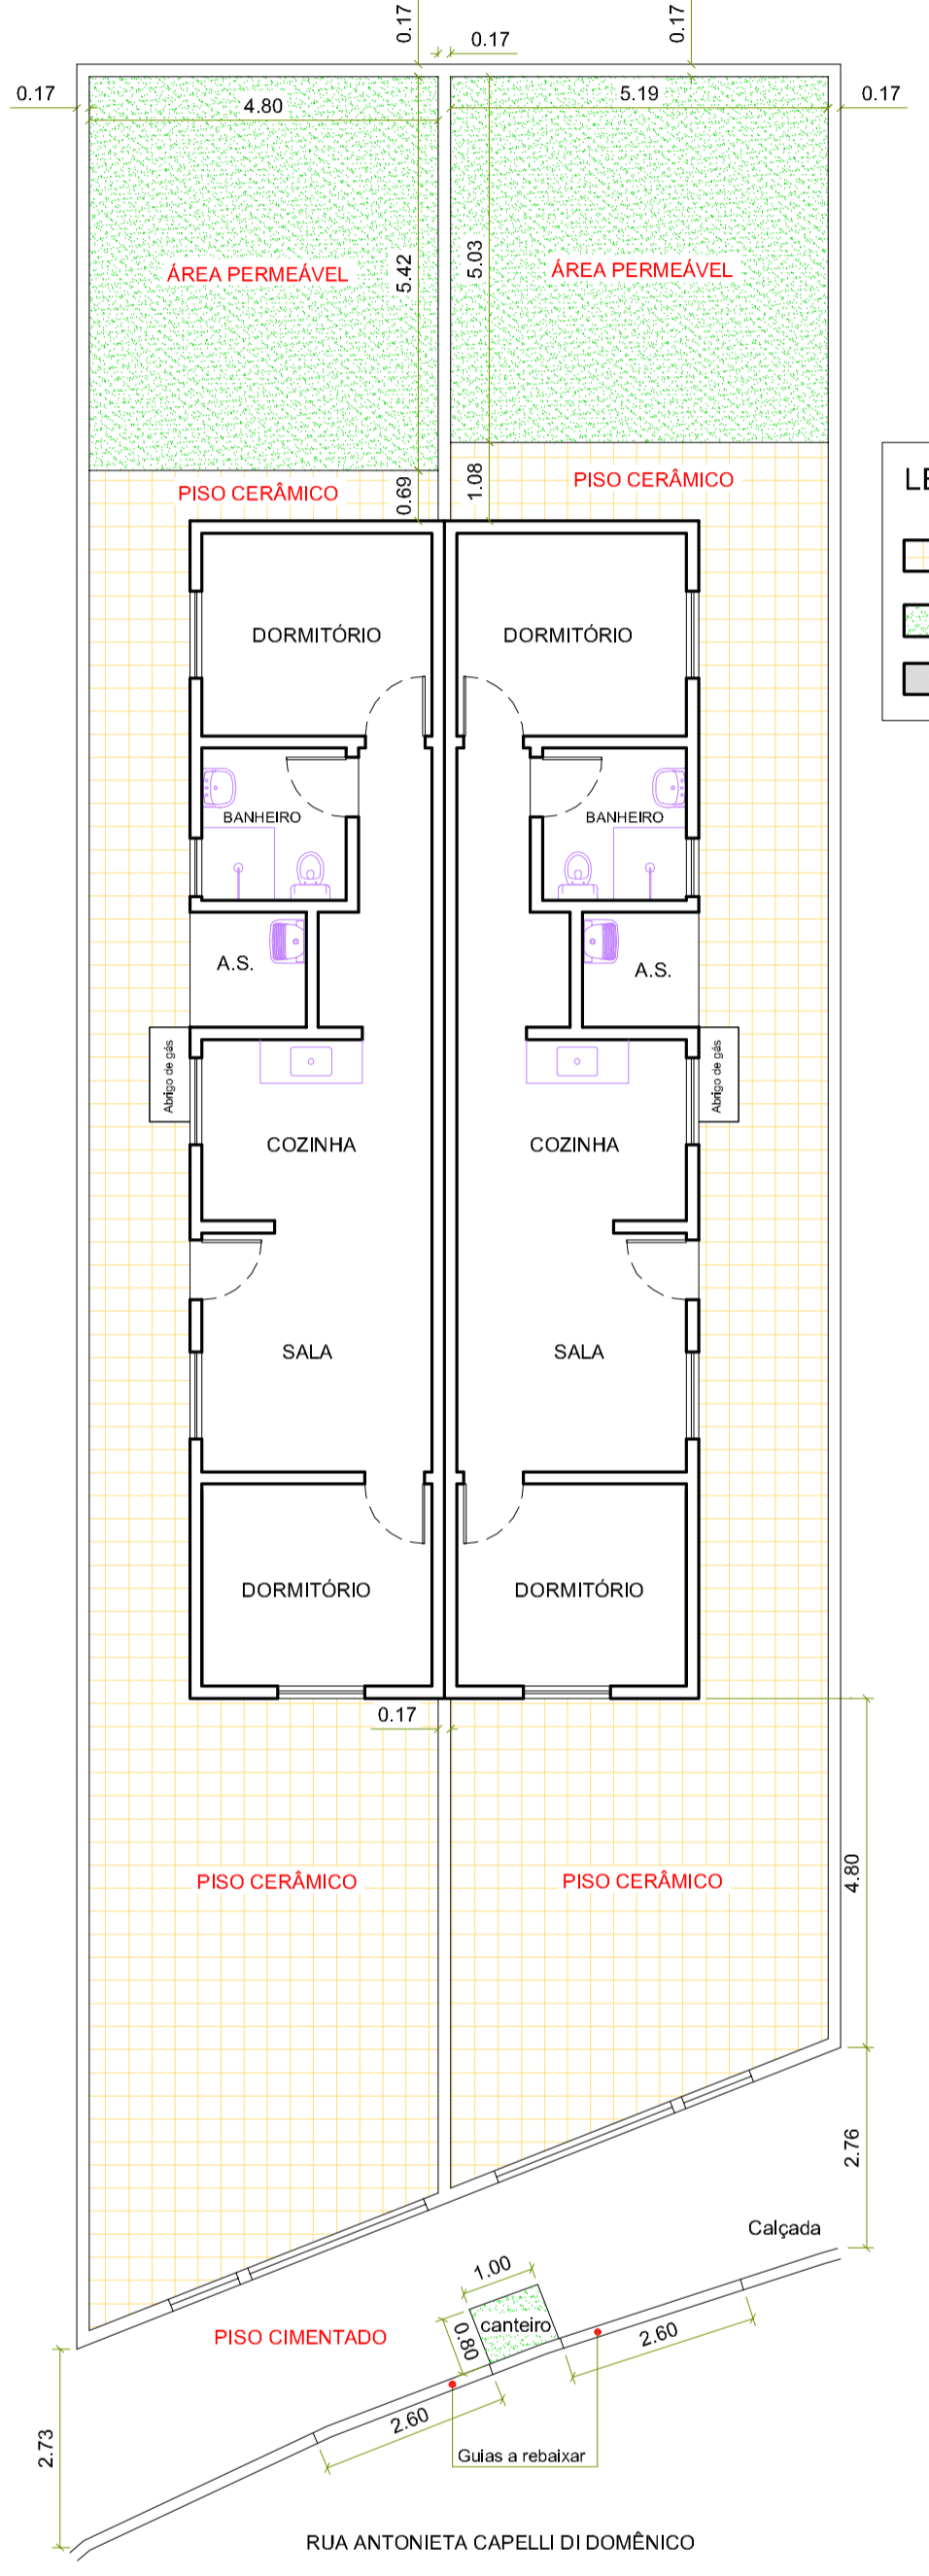 0.17
0.17
0.17
0.17
4.80
5.19
0.17
ÁREA PERMEÁVEL
5.42
5.03
ÁREA PERMEÁVEL
PISO CERÂMICO
0.69
1.08
PISO CERÂMICO
LE
DORMITÓRIO
DORMITÓRIO
BANHEIRO
BANHEIRO
A.S.
A.S.
Abrigo de gás
Abrigo de gás
COZINHA
COZINHA
SALA
SALA
DORMITÓRIO
DORMITÓRIO
0.17
4.80
PISO CERÂMICO
PISO CERÂMICO
2.76
Calçada
1.00
canteiro
0.80
PISO CIMENTADO
2.60
2.60
2.73
Guias a rebaixar
RUA ANTONIETA CAPELLI DI DOMÊNICO